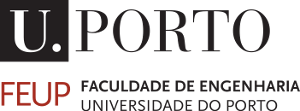 U. PORTO
FEUP FACULDADE DE ENGENHARIA
UNIVERSIDADE DO PORTO